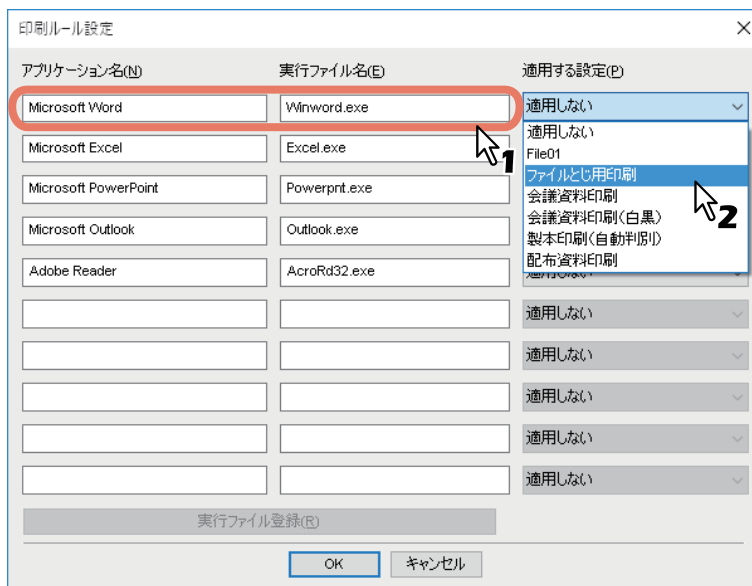 印刷ルール設定
アプリケーション名(N) 実行ファイル名(E) 適用する設定(P)
Microsoft Word Winword.exe 適用しない
1
適用しない
Microsoft Excel Excel.exe
File01
ファイルとじ用印刷
2
Microsoft PowerPoint Powerpnt.exe
会議資料印刷
会議資料印刷(白黒)
Microsoft Outlook Outlook.exe
製本印刷(自動判別)
配布資料印刷
Adobe Reader AcroRd32.exe 適用しない
適用しない
適用しない
適用しない
適用しない
適用しない
実行ファイル登録(R)
OK キャンセル